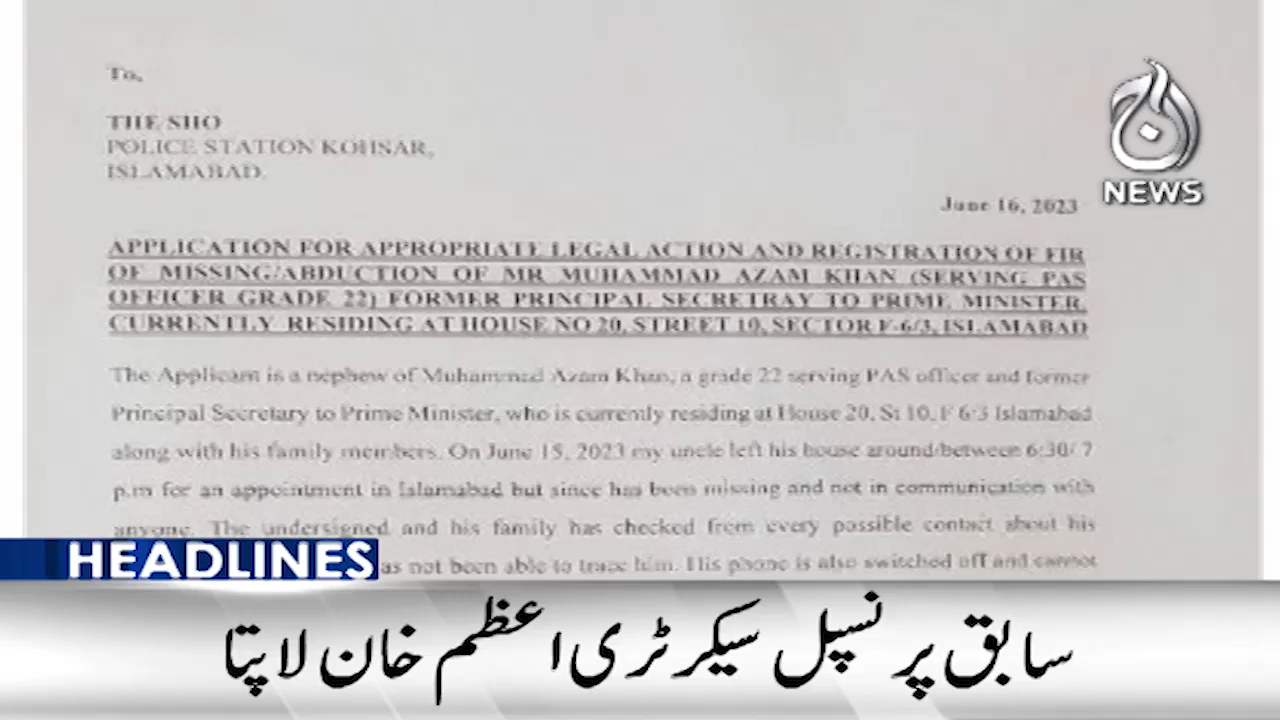 To,
THE SHO
POLICE STATION KOHSAR,
ISLAMABAD.
June 16, 2023
APPLICATION FOR APPROPRIATE LEGAL ACTION AND REGISTRATION OF FIR
OF MISSING/ABDUCTION OF MR MUHAMMAD AZAM KHAN (SERVING PAS
OFFICER GRADE 22) FORMER PRINCIPAL SECRETRAY TO PRIME MINISTER,
CURRENTLY RESIDING AT HOUSE NO 20, STREET 10, SECTOR F-6/3, ISLAMABAD
The Applicant is a nephew of Muhammad Azam Khan, a grade 22 serving PAS officer and former
Principal Secretary to Prime Minister, who is currently residing at House 20, St 10, F 6/3 Islamabad
along with his family members. On June 15, 2023 my uncle left his house around/between 6:30/ 7
p.m for an appointment in Islamabad but since has been missing and not in communication with
anyone. The undersigned and his family has checked from every possible contact about his
as not been able to trace him. His phone is also switched off and cannot
آج
NEWS
HEADLINES
سابق پرنسپل سیکرٹری اعظم خان لاپتا